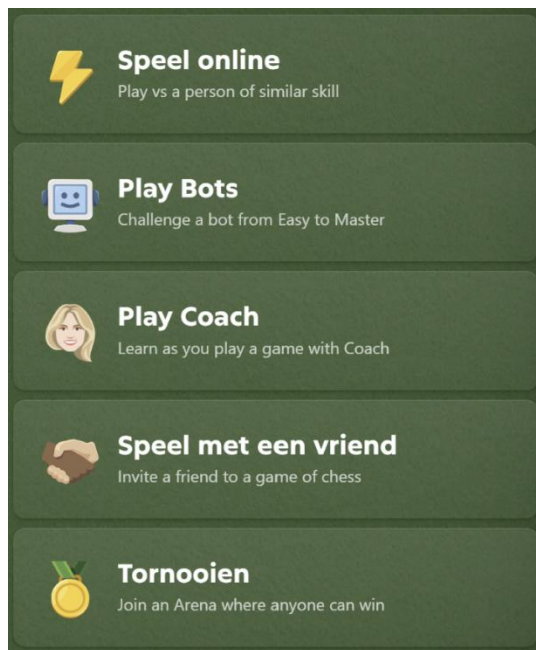 Speel online
Play vs a person of similar skill
Play Bots
Challenge a bot from Easy to Master
Play Coach
Learn as you play a game with Coach
Speel met een vriend
Invite a friend to a game of chess
Tornooien
Join an Arena where anyone can win